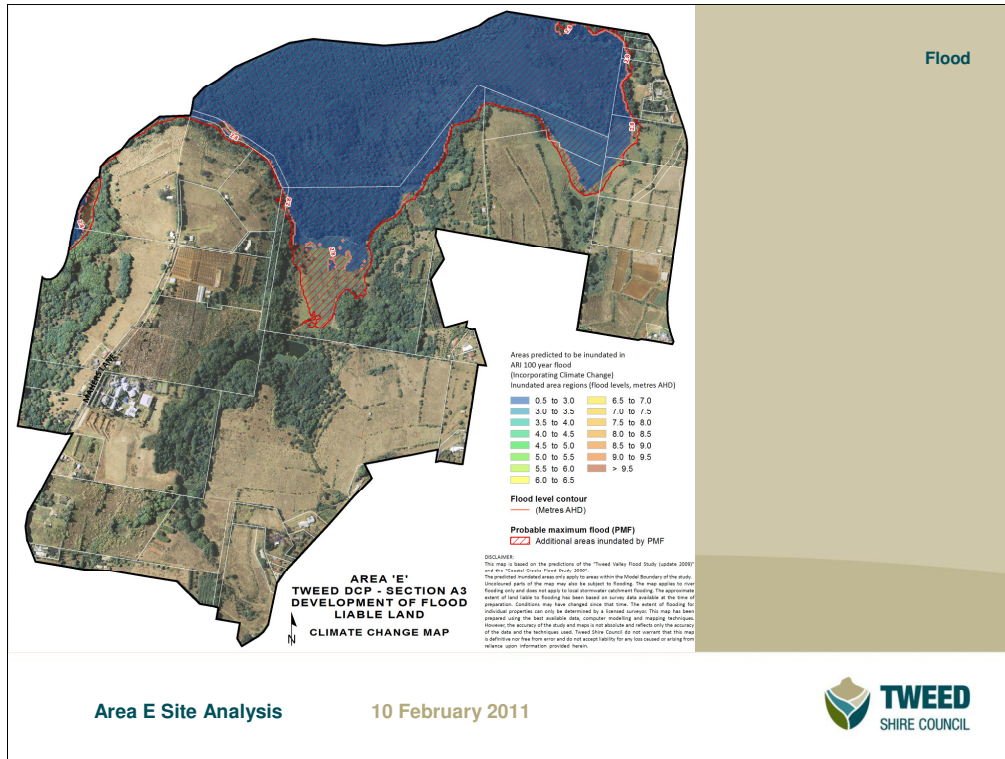 Flood
Areas predicted to be inundated in
ARI 100 year flood
(Incorporating Climate Change)
Inundated area regions (flood levels, metres AHD)
0.5 to 3.0 6.5 to 7.0
3.0 to 3.5 7.0 to 7.5
3.5 to 4.0 7.5 to 8.0
4.0 to 4.5 8.0 to 8.5
4.5 to 5.0 8.5 to 9.0
5.0 to 5.5 9.0 to 9.5
5.5 to 6.0 > 9.5
6.0 to 6.5
Flood level contour
(Metres AHD)
Probable maximum flood (PMF)
Additional areas inundated by PMF
DISCLAIMER:
This map is based on the predictions of the "Tweed Valley Flood Study (update 2009)"
and the "Coastal Creeks Flood Study 2009".
The predicted inundated areas only apply to areas within the Model Boundary of the study.
Uncoloured parts of the map may also be subject to flooding. The map applies to river
flooding only and does not apply to local stormwater catchment flooding. The approximate
extent of land liable to flooding has been based on survey data available at the time of
preparation. Conditions may have changed since that time. The extent of flooding for
individual properties can only be determined by a licensed surveyor. This map has been
prepared using the best available data, computer modelling and mapping techniques.
However, the accuracy of the study and maps is not absolute and reflects only the accuracy
of the data and the techniques used. Tweed Shire Council do not warrant that this map
is definitive nor free from error and do not accept liability for any loss caused or arising from
reliance upon information provided herein.
AREA 'E'
TWEED DCP - SECTION A3
DEVELOPMENT OF FLOOD
LIABLE LAND
CLIMATE CHANGE MAP
N
Area E Site Analysis
10 February 2011
TWEED
SHIRE COUNCIL